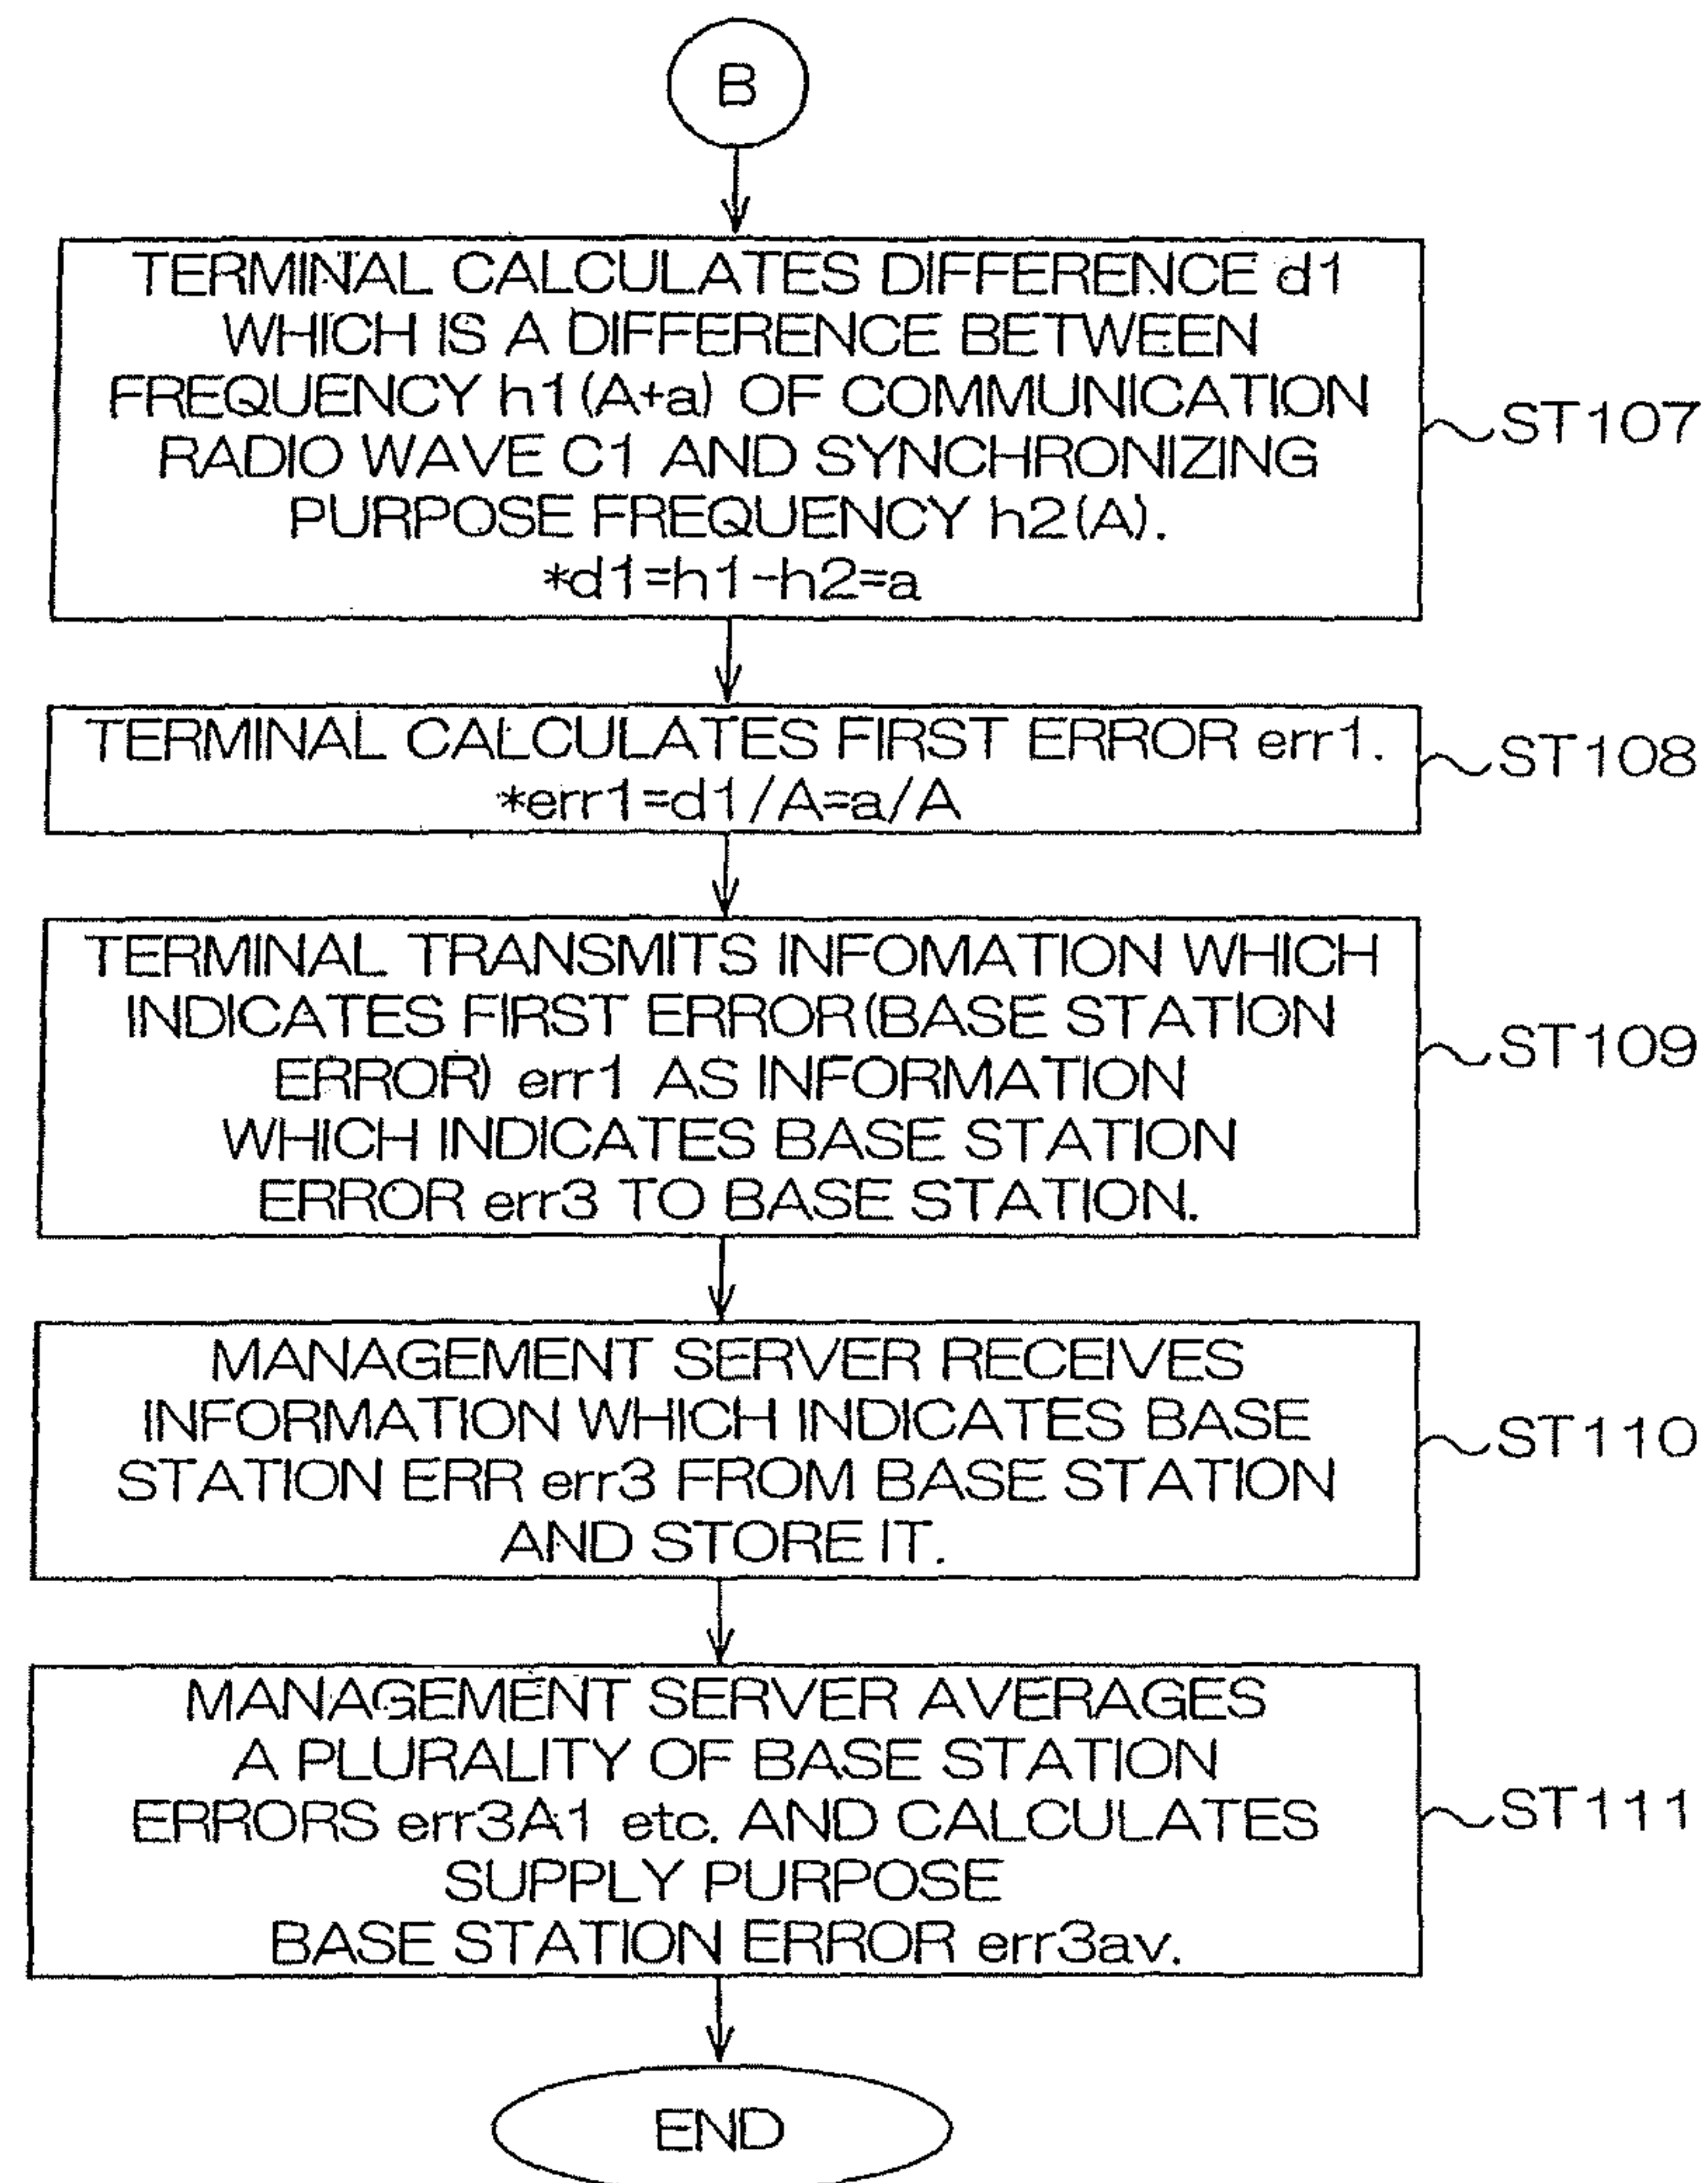 B
TERMINAL CALCULATES DIFFERENCE d1
WHICH IS A DIFFERENCE BETWEEN
FREQUENCY h1(A+a) OF COMMUNICATION
RADIO WAVE C1 AND SYNCHRONIZING
PURPOSE FREQUENCY h2(A).
*d1=h1-h2=a
ST107
TERMINAL CALCULATES FIRST ERROR err1.
*err1=d1/A=a/A
ST108
TERMINAL TRANSMITS INFOMATION WHICH
INDICATES FIRST ERROR(BASE STATION
ERROR) err1 AS INFORMATION
WHICH INDICATES BASE STATION
ERROR err3 TO BASE STATION.
ST109
MANAGEMENT SERVER RECEIVES
INFORMATION WHICH INDICATES BASE
STATION ERR err3 FROM BASE STATION
AND STORE IT.
ST110
MANAGEMENT SERVER AVERAGES
A PLURALITY OF BASE STATION
ERRORS err3A1 etc. AND CALCULATES
SUPPLY PURPOSE
BASE STATION ERROR err3av.
ST111
END